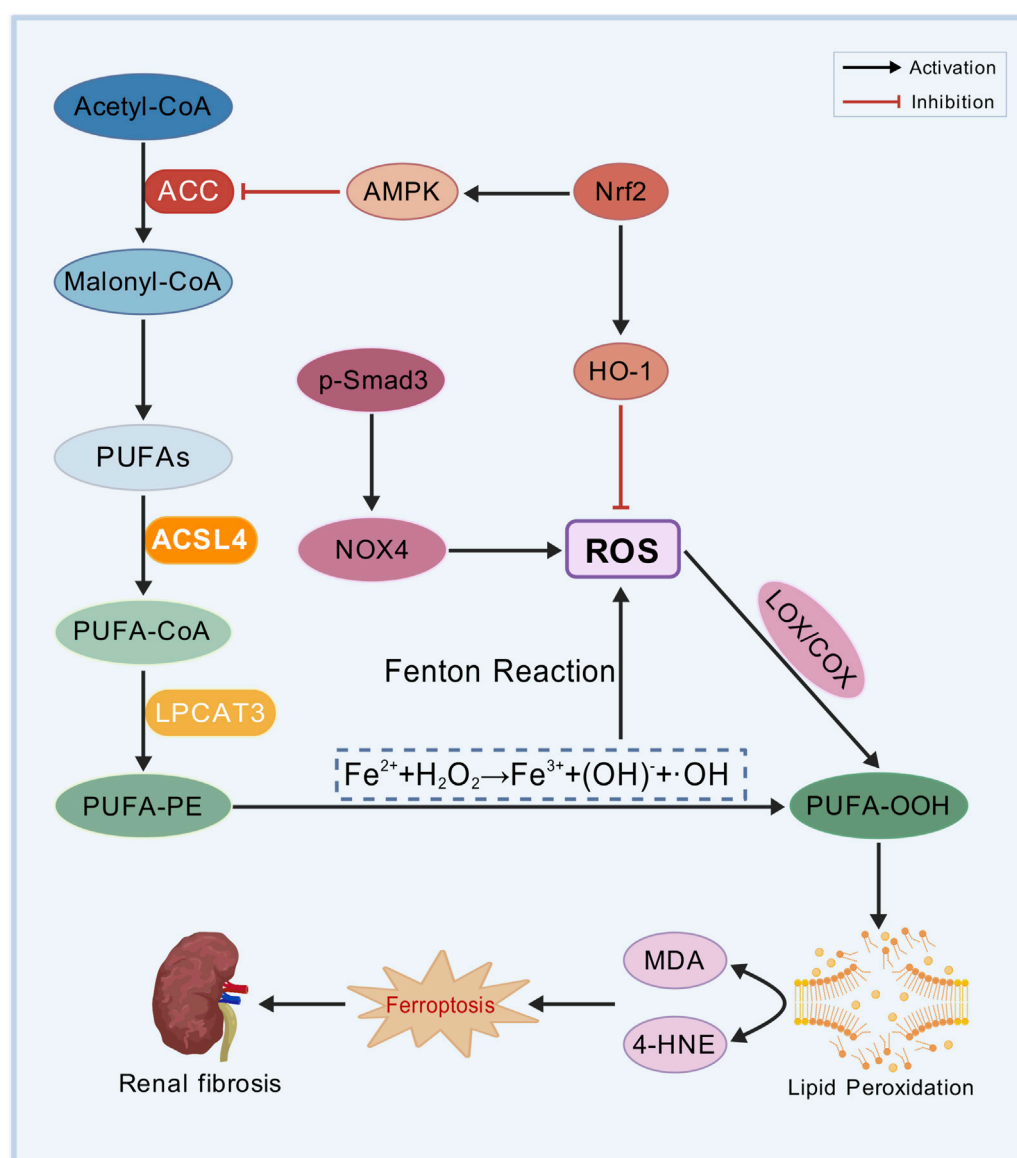 Activation
Inhibition
Acetyl-CoA
ACC
AMPK
Nrf2
Malonyl-CoA
p-Smad3
HO-1
PUFAs
ACSL4
NOX4
ROS
PUFA-CoA
LOX/COX
Fenton Reaction
LPCAT3
Fe²⁺+H₂O₂→Fe³⁺+(OH)⁻+·OH
PUFA-PE
PUFA-OOH
MDA
Ferroptosis
4-HNE
Renal fibrosis
Lipid Peroxidation